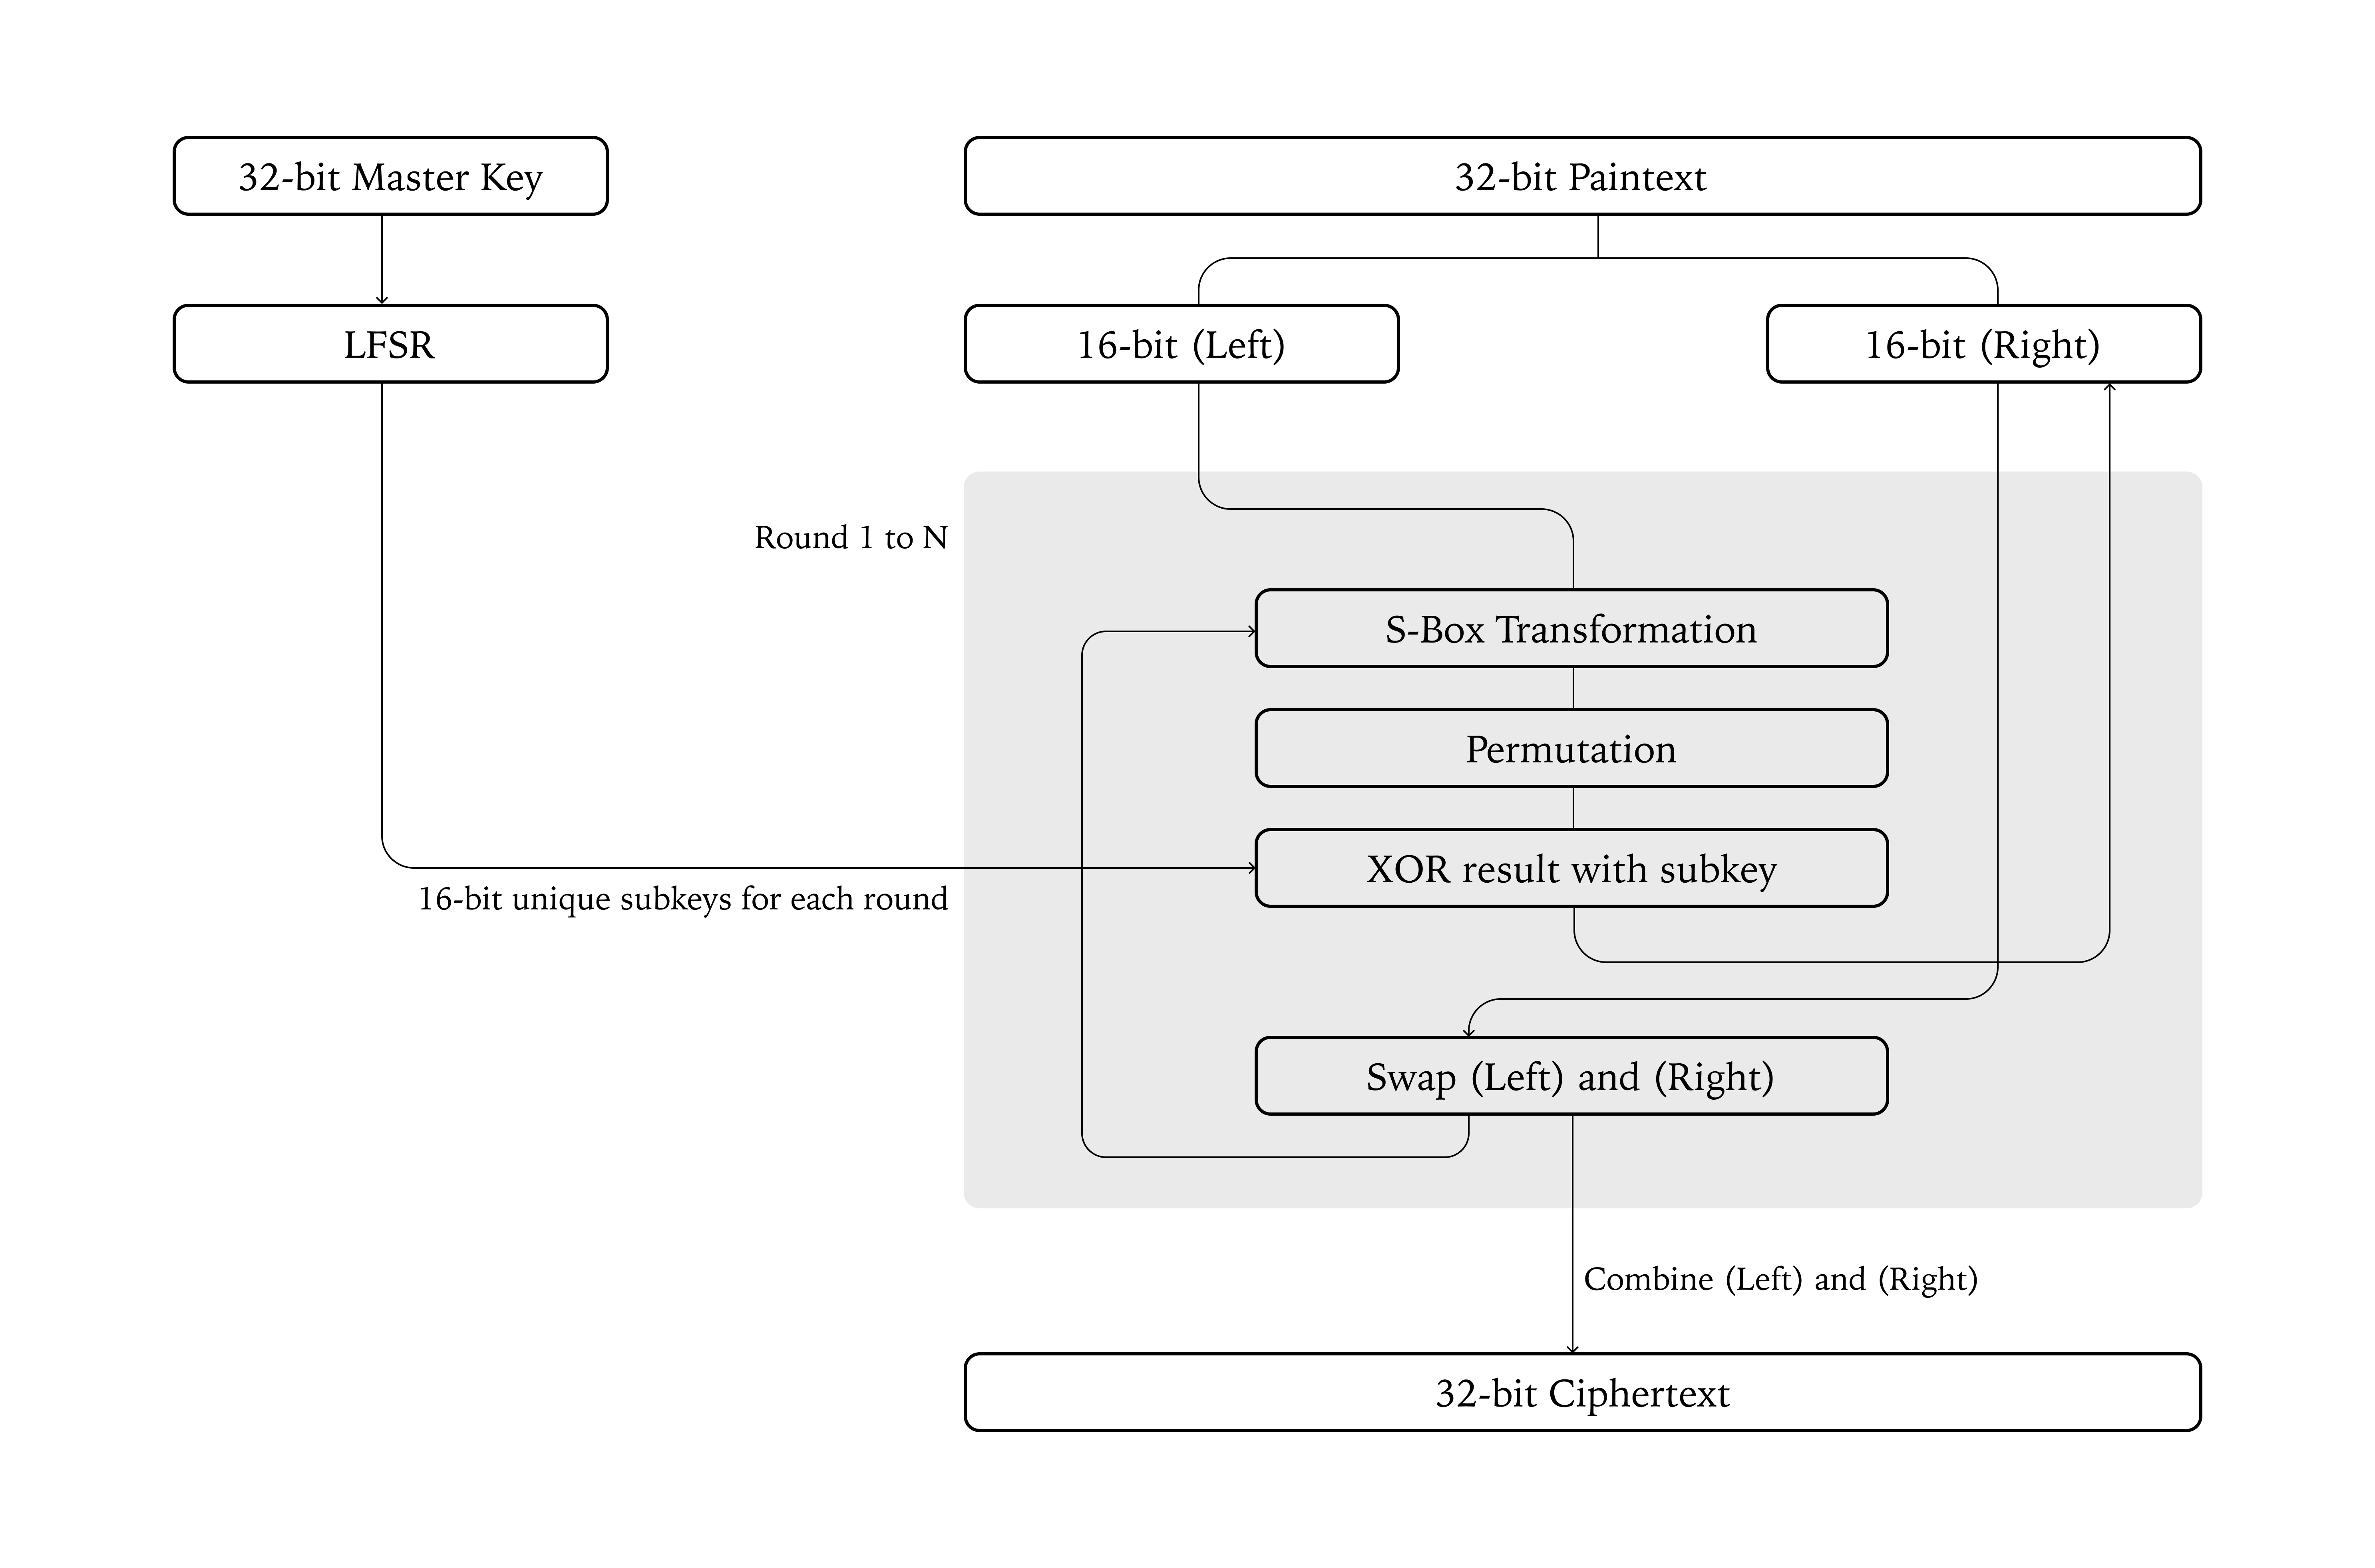 32-bit Master Key
32-bit Paintext
LFSR
16-bit (Left)
16-bit (Right)
Round 1 to N
S-Box Transformation
Permutation
XOR result with subkey
16-bit unique subkeys for each round
Swap (Left) and (Right)
Combine (Left) and (Right)
32-bit Ciphertext